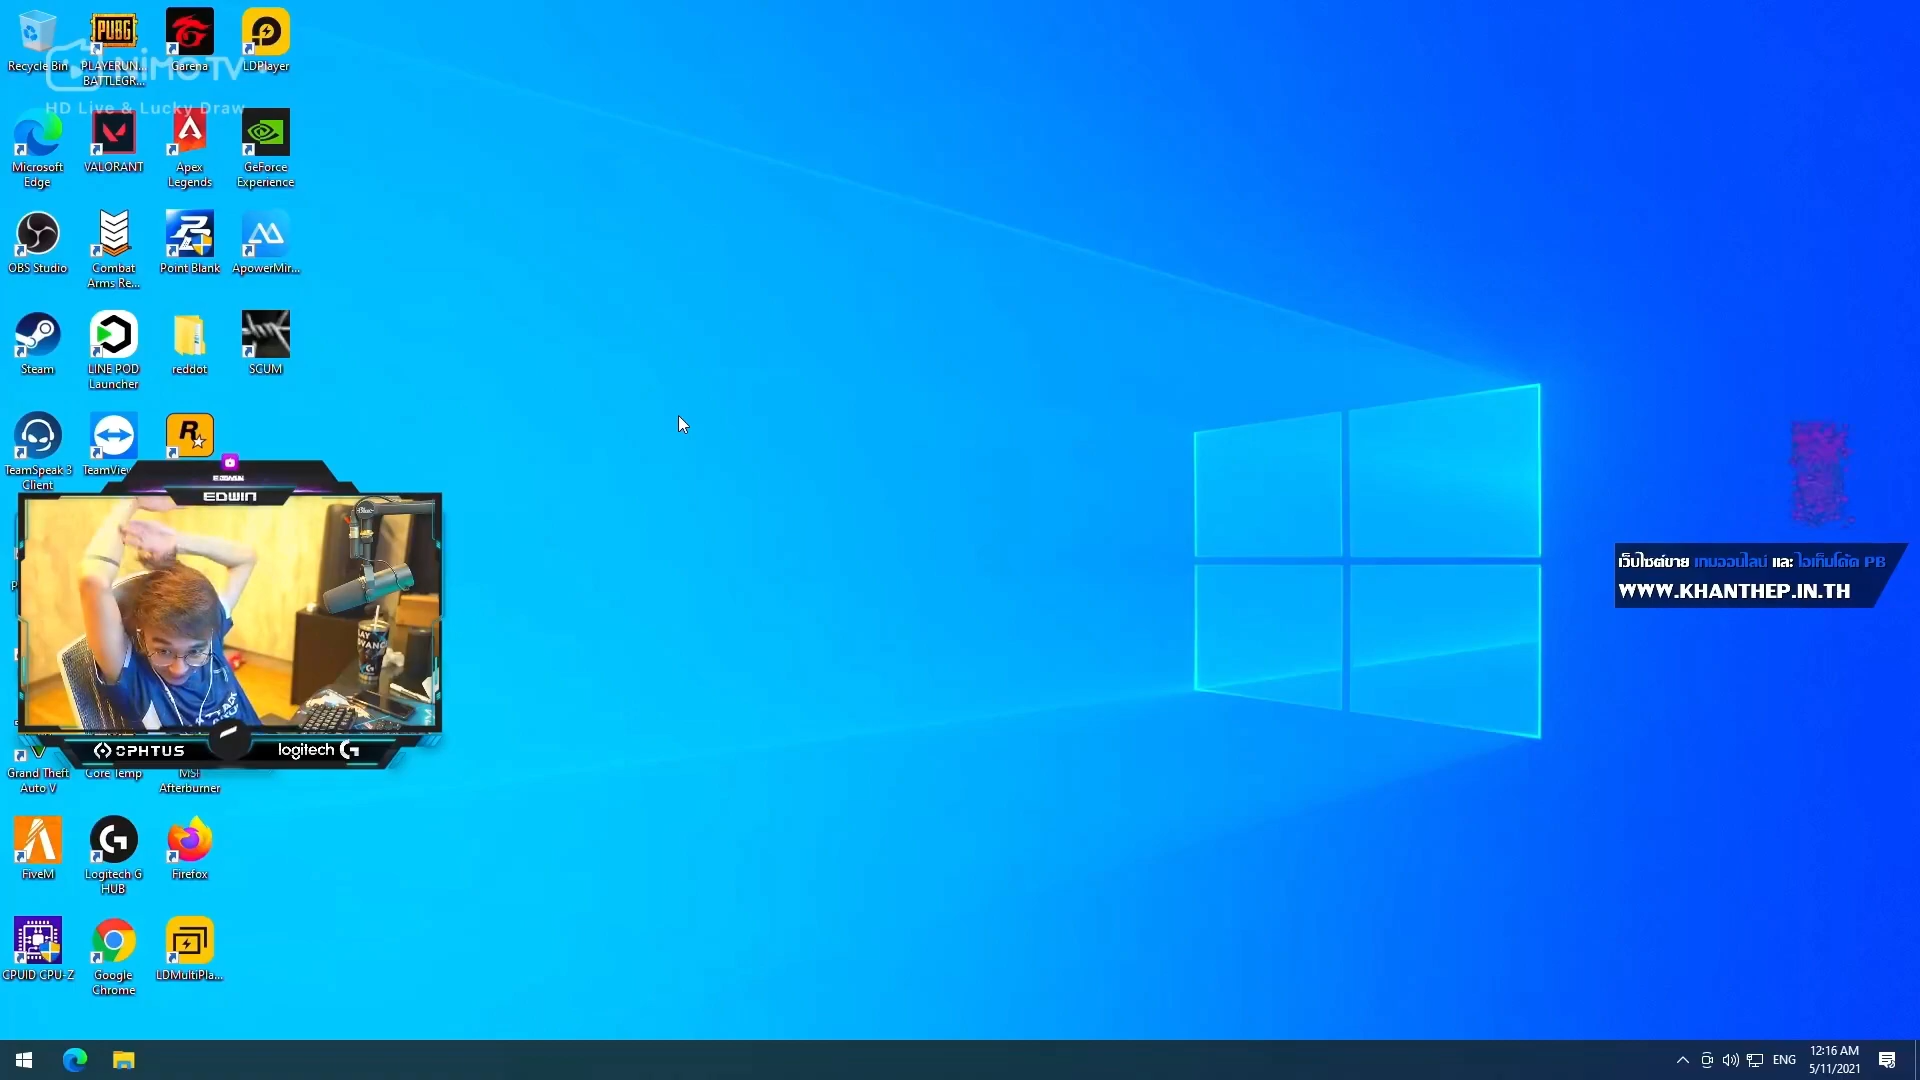 Recycle Bin
PLAYERUN...
BATTLEGR...
Garena
LDPlayer
HD Live & Lucky Draw
Microsoft
Edge
VALORANT
Apex
Legends
GeForce
Experience
OBS Studio
Combat
Arms Re...
Point Blank
ApowerMir...
Steam
LINE POD
Launcher
reddot
SCUM
TeamSpeak 3
Client
EDWIN
เว็บไซต์ขาย เกมออนไลน์ และ ไอเท็มโค้ด PB
WWW.KHANTHEP.IN.TH
OPHTUS
logitech G
Grand Theft
Auto V
Core Temp
MSI
Afterburner
FiveM
Logitech G
HUB
Firefox
CPUID CPU-Z
Google
Chrome
LDMultiPla...
ENG
12:16 AM
5/11/2021